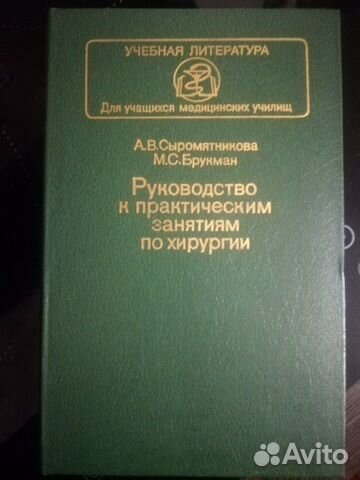 УЧЕБНАЯ ЛИТЕРАТУРА
Для учащихся медицинских училищ
А.В.Сыромятникова
М.С.Брукман
Руководство
к практическим
занятиям
по хирургии
Avito